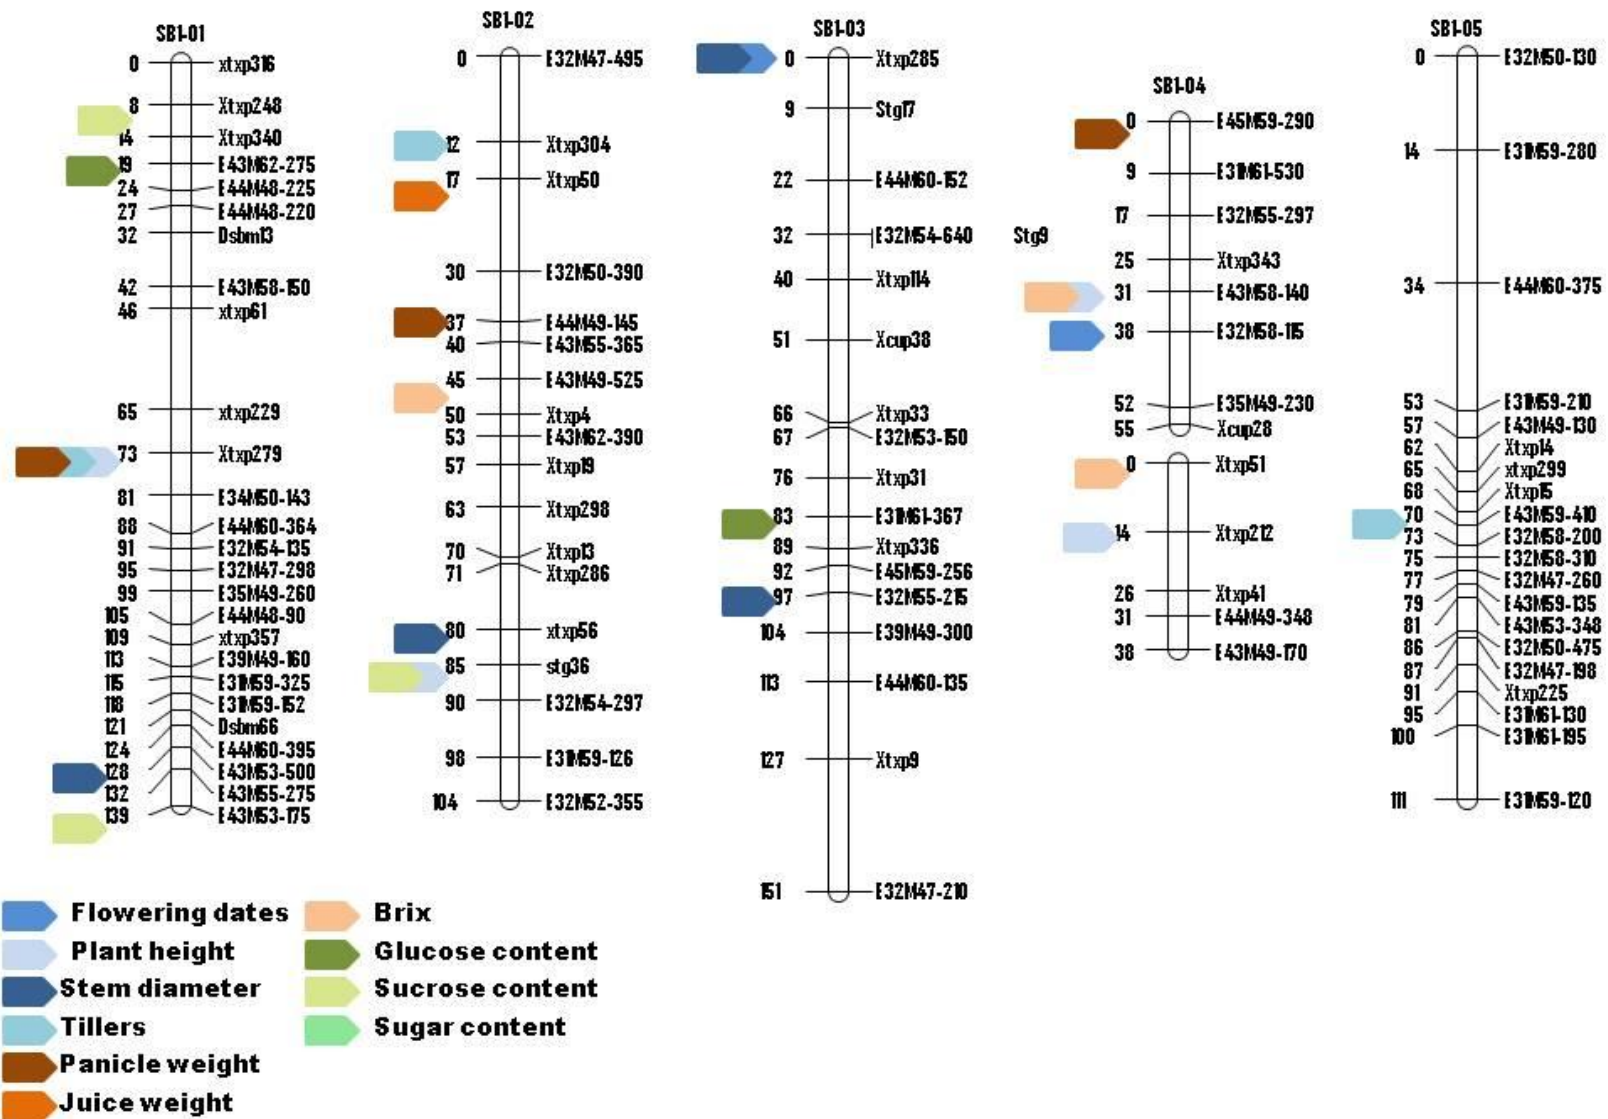 SB1-01
0 xtxp316
8 Xtxp248
14 Xtxp340
19 E43M62-275
24 E44M48-225
27 E44M48-220
32 Dsbm13
42 E43M58-150
46 xtxp61
65 xtxp229
73 Xtxp279
81 E34M50-143
88 E44M60-364
91 E32M54-135
95 E32M47-298
99 E35M49-260
105 E44M48-90
109 xtxp357
113 E39M49-160
115 E31M59-325
118 E31M59-152
121 Dsbm66
124 E44M60-395
128 E43M53-500
132 E43M55-275
139 E43M53-175
SB1-02
0 E32M47-495
12 Xtxp304
17 Xtxp50
30 E32M50-390
37 E44M49-145
40 E43M55-365
45 E43M49-525
50 Xtxp4
53 E43M62-390
57 Xtxp19
63 Xtxp298
70 Xtxp13
71 Xtxp286
80 xtxp56
85 stg36
90 E32M54-297
98 E31M59-126
104 E32M52-355
SB1-03
0 Xtxp285
9 Stg17
22 E44M60-152
32 E32M54-640 Stg9
40 Xtxp114
51 Xcup38
66 Xtxp33
67 E32M53-150
76 Xtxp31
83 E31M61-367
89 Xtxp336
92 E45M59-256
97 E32M55-215
104 E39M49-300
113 E44M60-135
127 Xtxp9
151 E32M47-210
SB1-04
0 E45M59-290
9 E31M61-530
17 E32M55-297
25 Xtxp343
31 E43M58-140
38 E32M58-115
52 E35M49-230
55 Xcup28
0 Xtxp51
14 Xtxp212
26 Xtxp41
31 E44M49-348
38 E43M49-170
SB1-05
0 E32M50-130
14 E31M59-280
34 E44M60-375
53 E31M59-210
57 E43M49-130
62 Xtxp14
65 xtxp299
68 Xtxp15
70 E43M59-410
73 E32M58-200
75 E32M58-310
77 E32M47-260
79 E43M59-135
81 E43M53-348
86 E32M50-475
87 E32M47-198
91 Xtxp225
95 E31M61-130
100 E31M61-195
111 E31M59-120
Flowering dates
Plant height
Stem diameter
Tillers
Panicle weight
Juice weight
Brix
Glucose content
Sucrose content
Sugar content